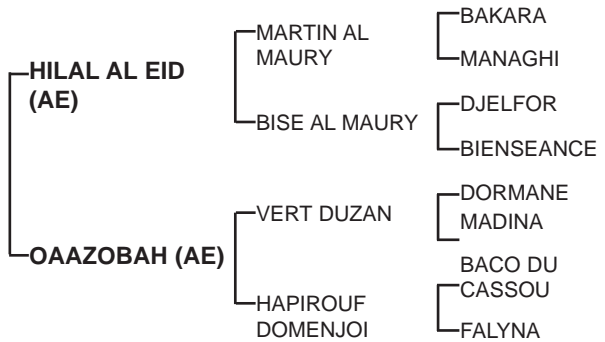 BAKARA
MARTIN AL
MAURY
MANAGHI
HILAL AL EID
(AE)
DJELFOR
BISE AL MAURY
BIENSEANCE
DORMANE
VERT DUZAN
MADINA
OAAZOBAH (AE)
BACO DU
CASSOU
HAPIROUF
DOMENJOI
FALYNA